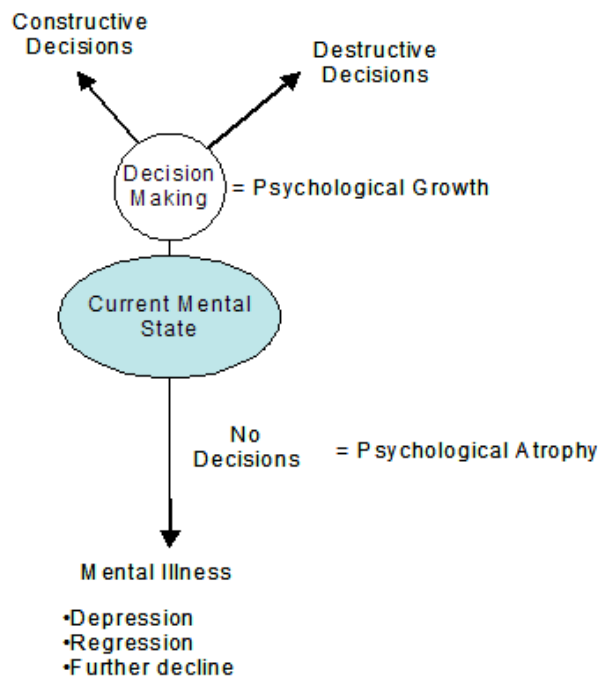 Constructive
Decisions
Destructive
Decisions
Decision
Making
= Psychological Growth
Current Mental
State
No
Decisions
= Psychological Atrophy
Mental Illness
•Depression
•Regression
•Further decline